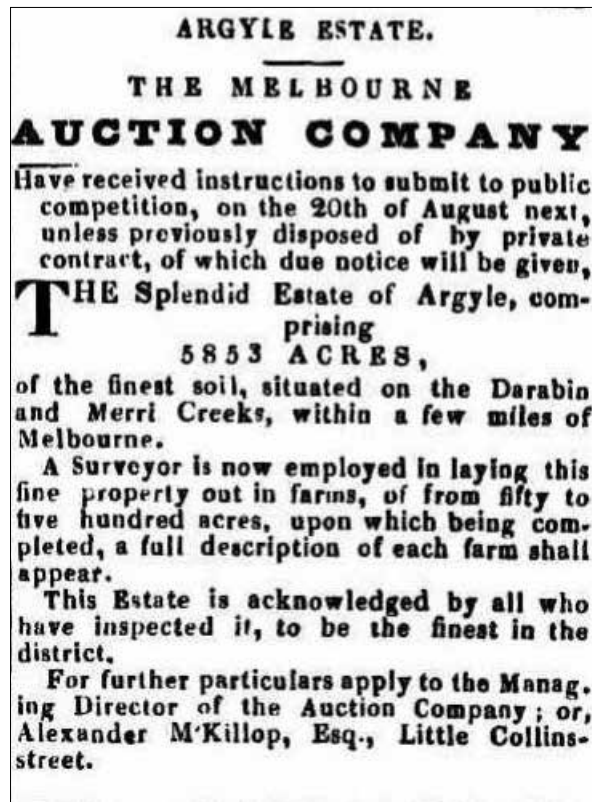 ARGYLE ESTATE.
THE MELBOURNE
AUCTION COMPANY
Have received instructions to submit to public
competition, on the 20th of August next,
unless previously disposed of by private
contract, of which due notice will be given,
THE Splendid Estate of Argyle, com-
prising
5853 ACRES,
of the finest soil, situated on the Darabin
and Merri Creeks, within a few miles of
Melbourne.
A Surveyor is now employed in laying this
fine property out in farms, of from fifty to
five hundred acres, upon which being com-
pleted, a full description of each farm shall
appear.
This Estate is acknowledged by all who
have inspected it, to be the finest in the
district.
For further particulars apply to the Manag.
ing Director of the Auction Company; or,
Alexander M'Killop, Esq., Little Collins-
street.